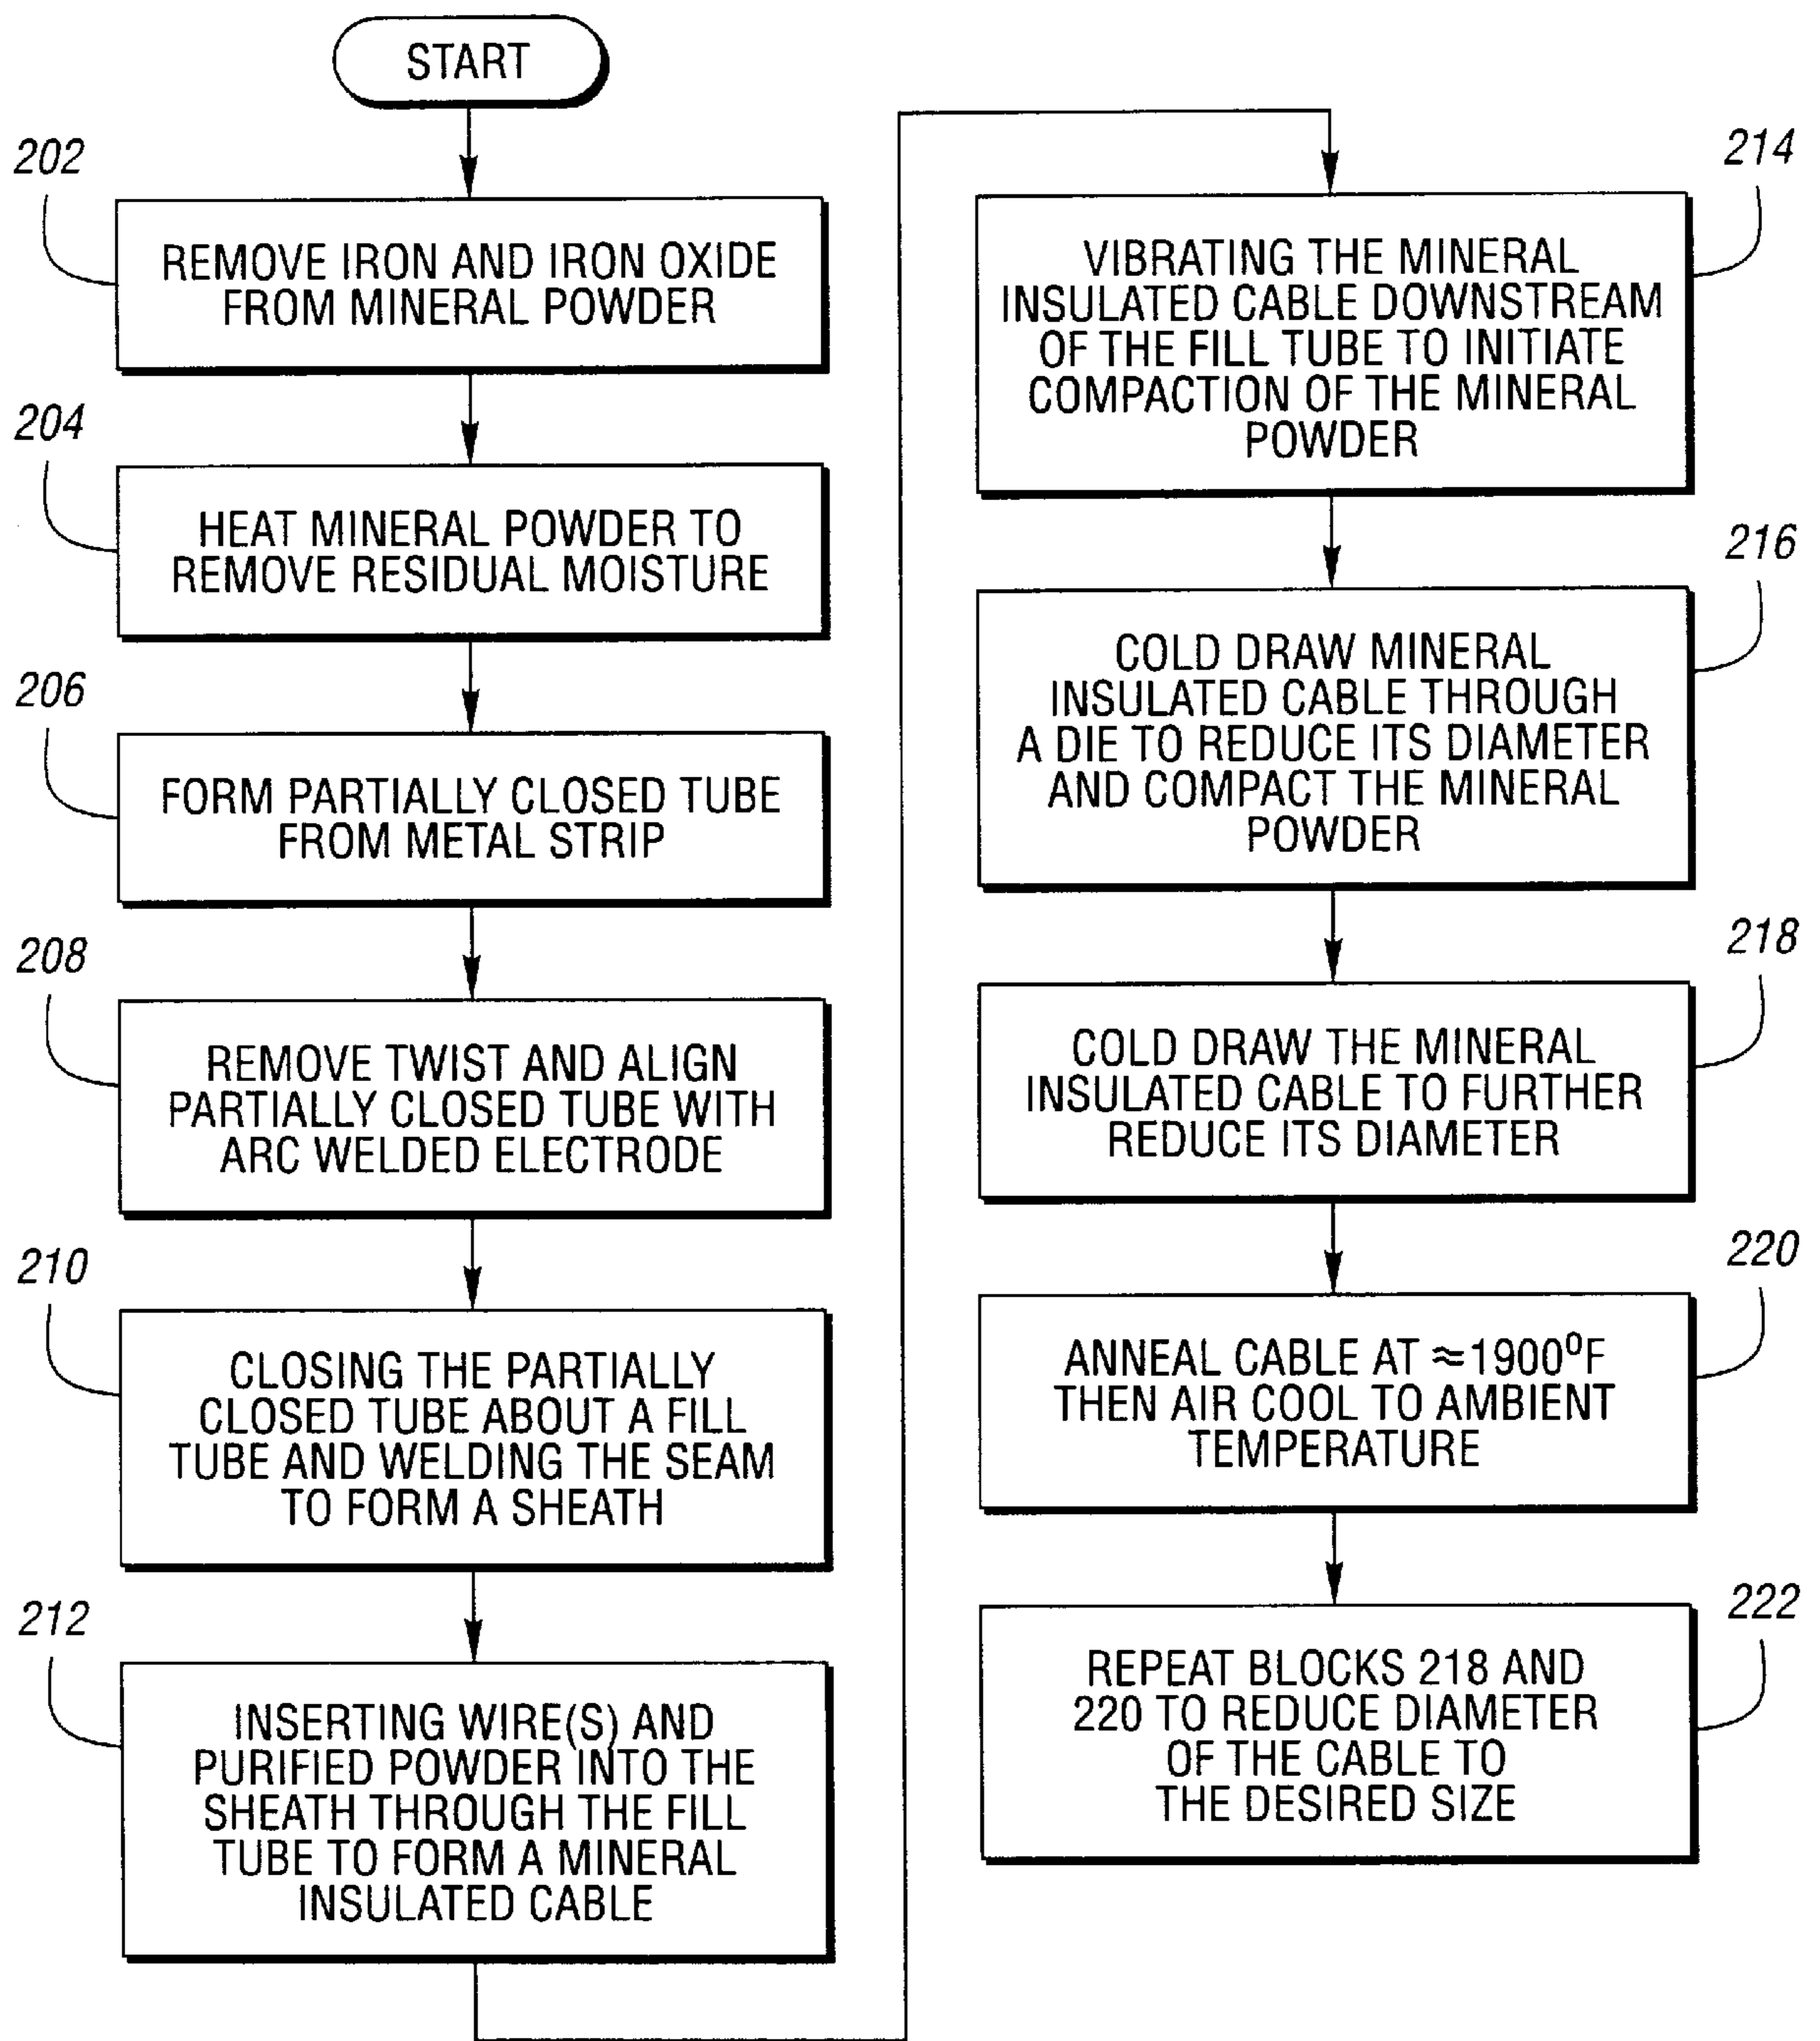 START
202
REMOVE IRON AND IRON OXIDE
FROM MINERAL POWDER
204
HEAT MINERAL POWDER TO
REMOVE RESIDUAL MOISTURE
206
FORM PARTIALLY CLOSED TUBE
FROM METAL STRIP
208
REMOVE TWIST AND ALIGN
PARTIALLY CLOSED TUBE WITH
ARC WELDED ELECTRODE
210
CLOSING THE PARTIALLY
CLOSED TUBE ABOUT A FILL
TUBE AND WELDING THE SEAM
TO FORM A SHEATH
212
INSERTING WIRE(S) AND
PURIFIED POWDER INTO THE
SHEATH THROUGH THE FILL
TUBE TO FORM A MINERAL
INSULATED CABLE
214
VIBRATING THE MINERAL
INSULATED CABLE DOWNSTREAM
OF THE FILL TUBE TO INITIATE
COMPACTION OF THE MINERAL
POWDER
216
COLD DRAW MINERAL
INSULATED CABLE THROUGH
A DIE TO REDUCE ITS DIAMETER
AND COMPACT THE MINERAL
POWDER
218
COLD DRAW THE MINERAL
INSULATED CABLE TO FURTHER
REDUCE ITS DIAMETER
220
ANNEAL CABLE AT ≈1900⁰F
THEN AIR COOL TO AMBIENT
TEMPERATURE
222
REPEAT BLOCKS 218 AND
220 TO REDUCE DIAMETER
OF THE CABLE TO
THE DESIRED SIZE